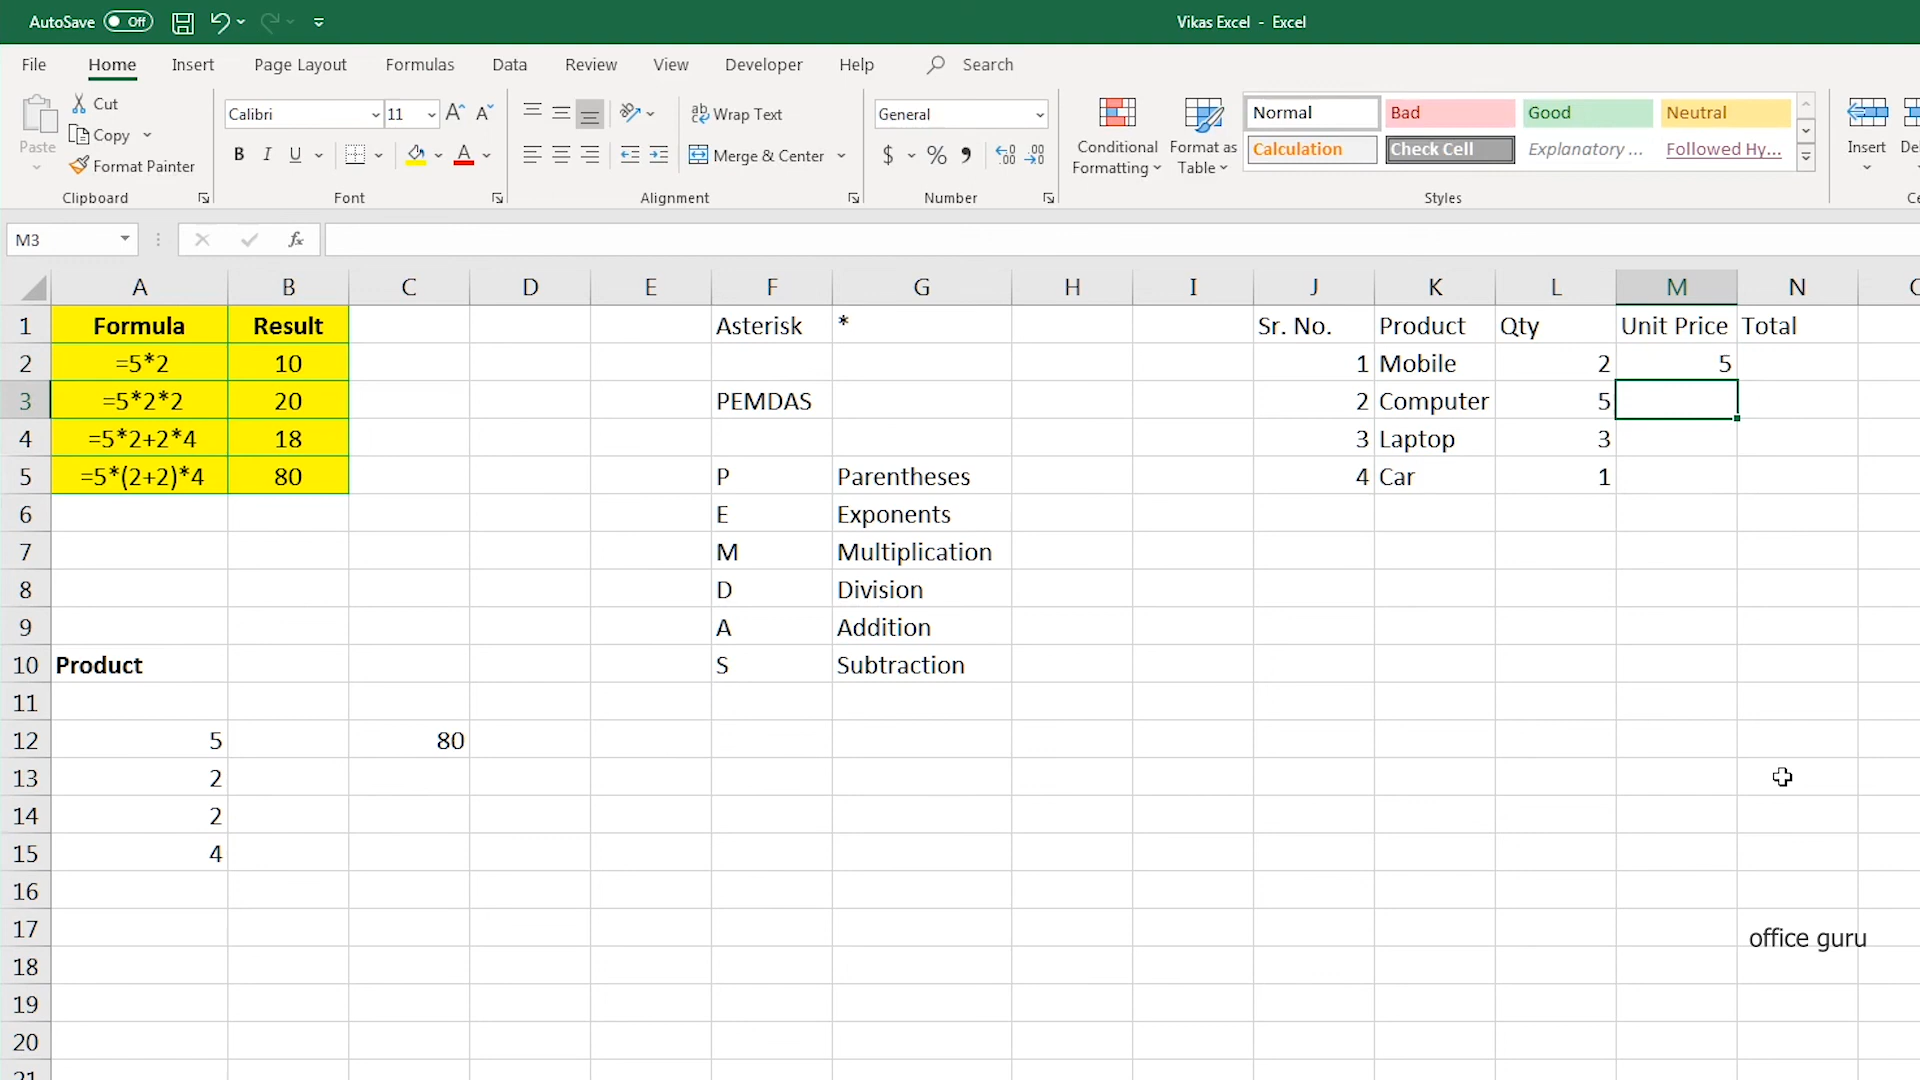 AutoSave Off Vikas Excel - Excel
File Home Insert Page Layout Formulas Data Review View Developer Help Search
Paste
Cut
Copy
Format Painter
Clipboard
Calibri 11 A A
B I U A
Font
ab Wrap Text
Merge & Center
Alignment
General
$ % 9 .00 .00
Number
Conditional Formatting
Format as Table
Normal Bad Good Neutral
Calculation Check Cell Explanatory ... Followed Hy...
Styles
Insert
M3 fx
A B C D E F G H I J K L M N
1 Formula Result Asterisk * Sr. No. Product Qty Unit Price Total
2 =5*2 10 1 Mobile 2 5
3 =5*2*2 20 PEMDAS 2 Computer 5
4 =5*2+2*4 18 3 Laptop 3
5 =5*(2+2)*4 80 P Parentheses 4 Car 1
6 E Exponents
7 M Multiplication
8 D Division
9 A Addition
10 Product S Subtraction
11
12 5 80
13 2
14 2
15 4
16
17 office guru
18
19
20
21